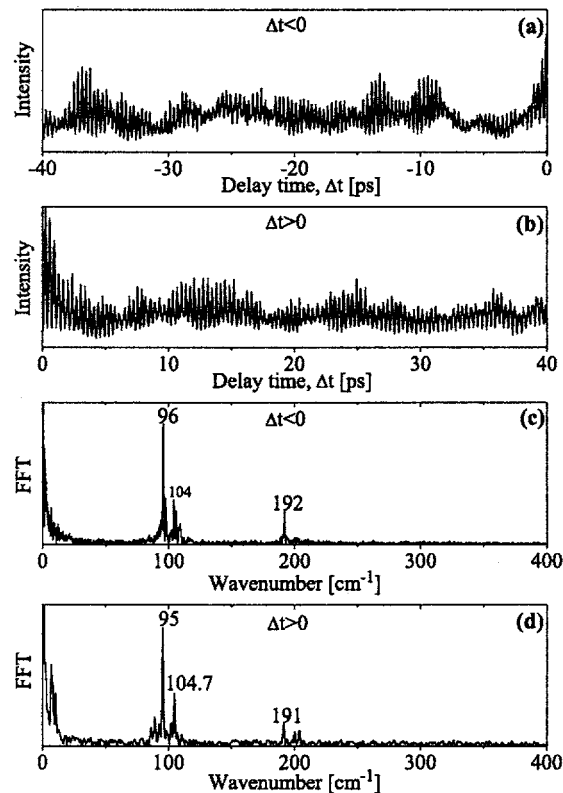 Δt<0 (a)
Intensity
-40 -30 -20 -10 0
Delay time, Δt [ps]
Δt>0 (b)
Intensity
0 10 20 30 40
Delay time, Δt [ps]
96 Δt<0 (c)
104
192
FFT
0 100 200 300 400
Wavenumber [cm⁻¹]
95 Δt>0 (d)
104.7
191
FFT
0 100 200 300 400
Wavenumber [cm⁻¹]